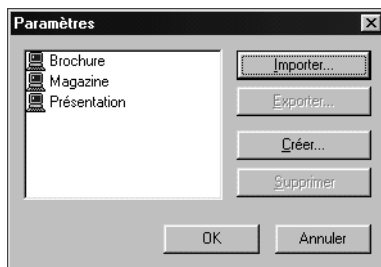 Paramètres
Brochure
Magazine
Présentation
Importer...
Exporter...
Créer...
Supprimer
OK
Annuler